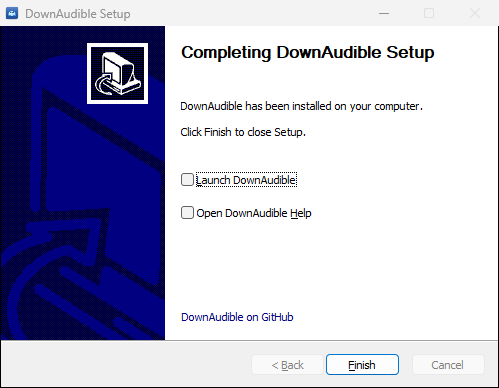 DownAudible Setup
Completing DownAudible Setup
DownAudible has been installed on your computer.
Click Finish to close Setup.
Launch DownAudible
Open DownAudible Help
DownAudible on GitHub
< Back
Finish
Cancel